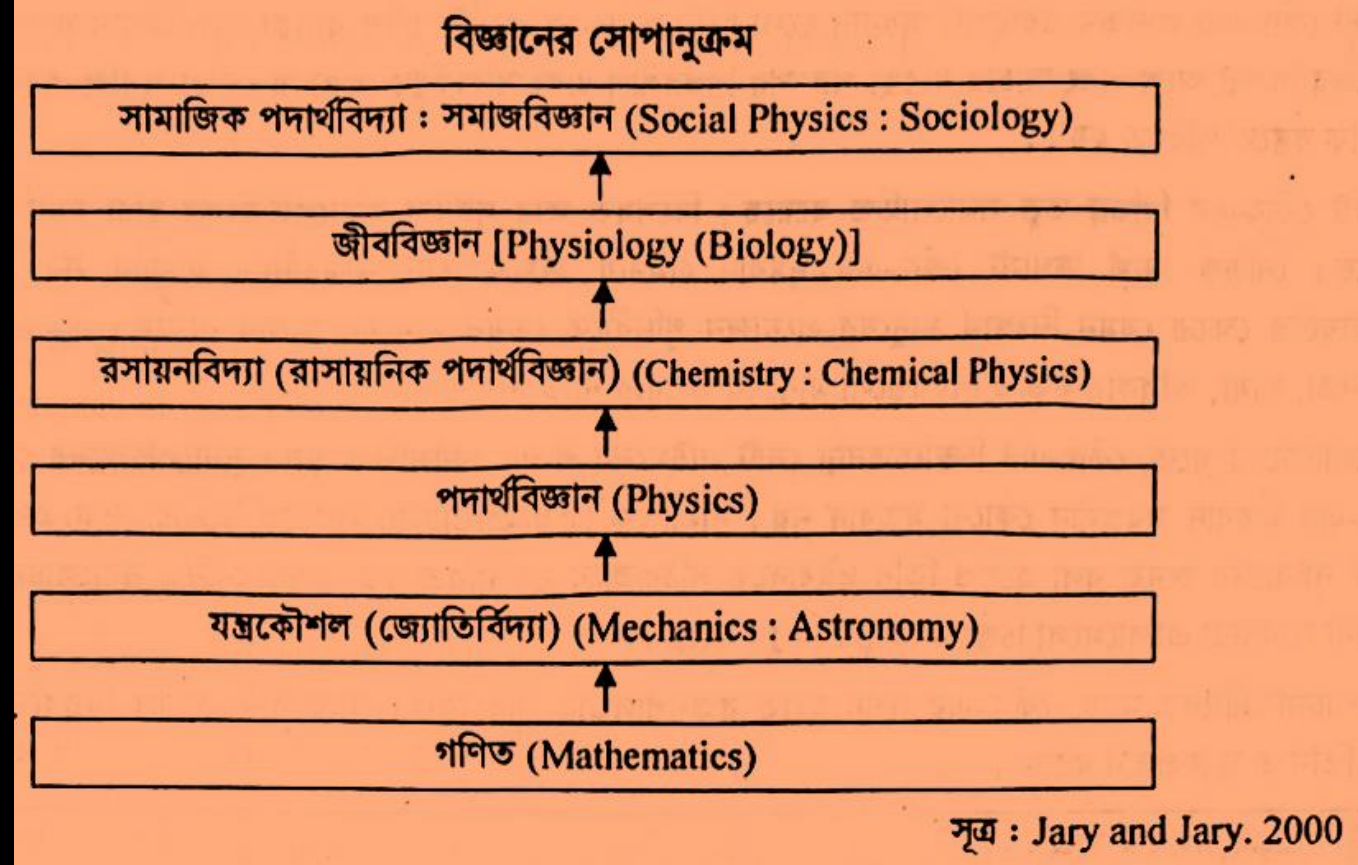 বিজ্ঞানের সোপানুক্রম
সামাজিক পদার্থবিদ্যা : সমাজবিজ্ঞান (Social Physics : Sociology)
জীববিজ্ঞান [Physiology (Biology)]
রসায়নবিদ্যা (রাসায়নিক পদার্থবিজ্ঞান) (Chemistry : Chemical Physics)
পদার্থবিজ্ঞান (Physics)
যন্ত্রকৌশল (জ্যোতির্বিদ্যা) (Mechanics : Astronomy)
গণিত (Mathematics)
সূত্র : Jary and Jary. 2000